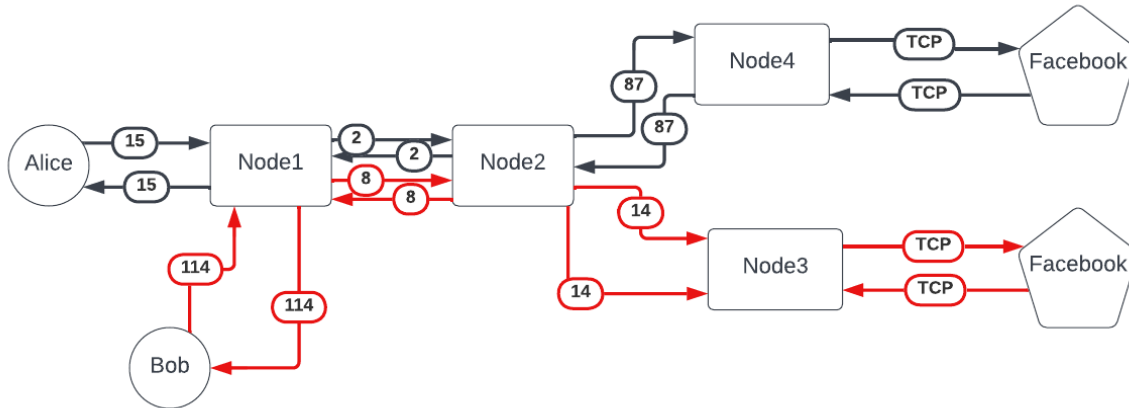 TCP
Node4
Facebook
87
TCP
15
2
87
Alice
Node1
2
Node2
15
8
8
14
TCP
114
Node3
Facebook
14
TCP
114
Bob